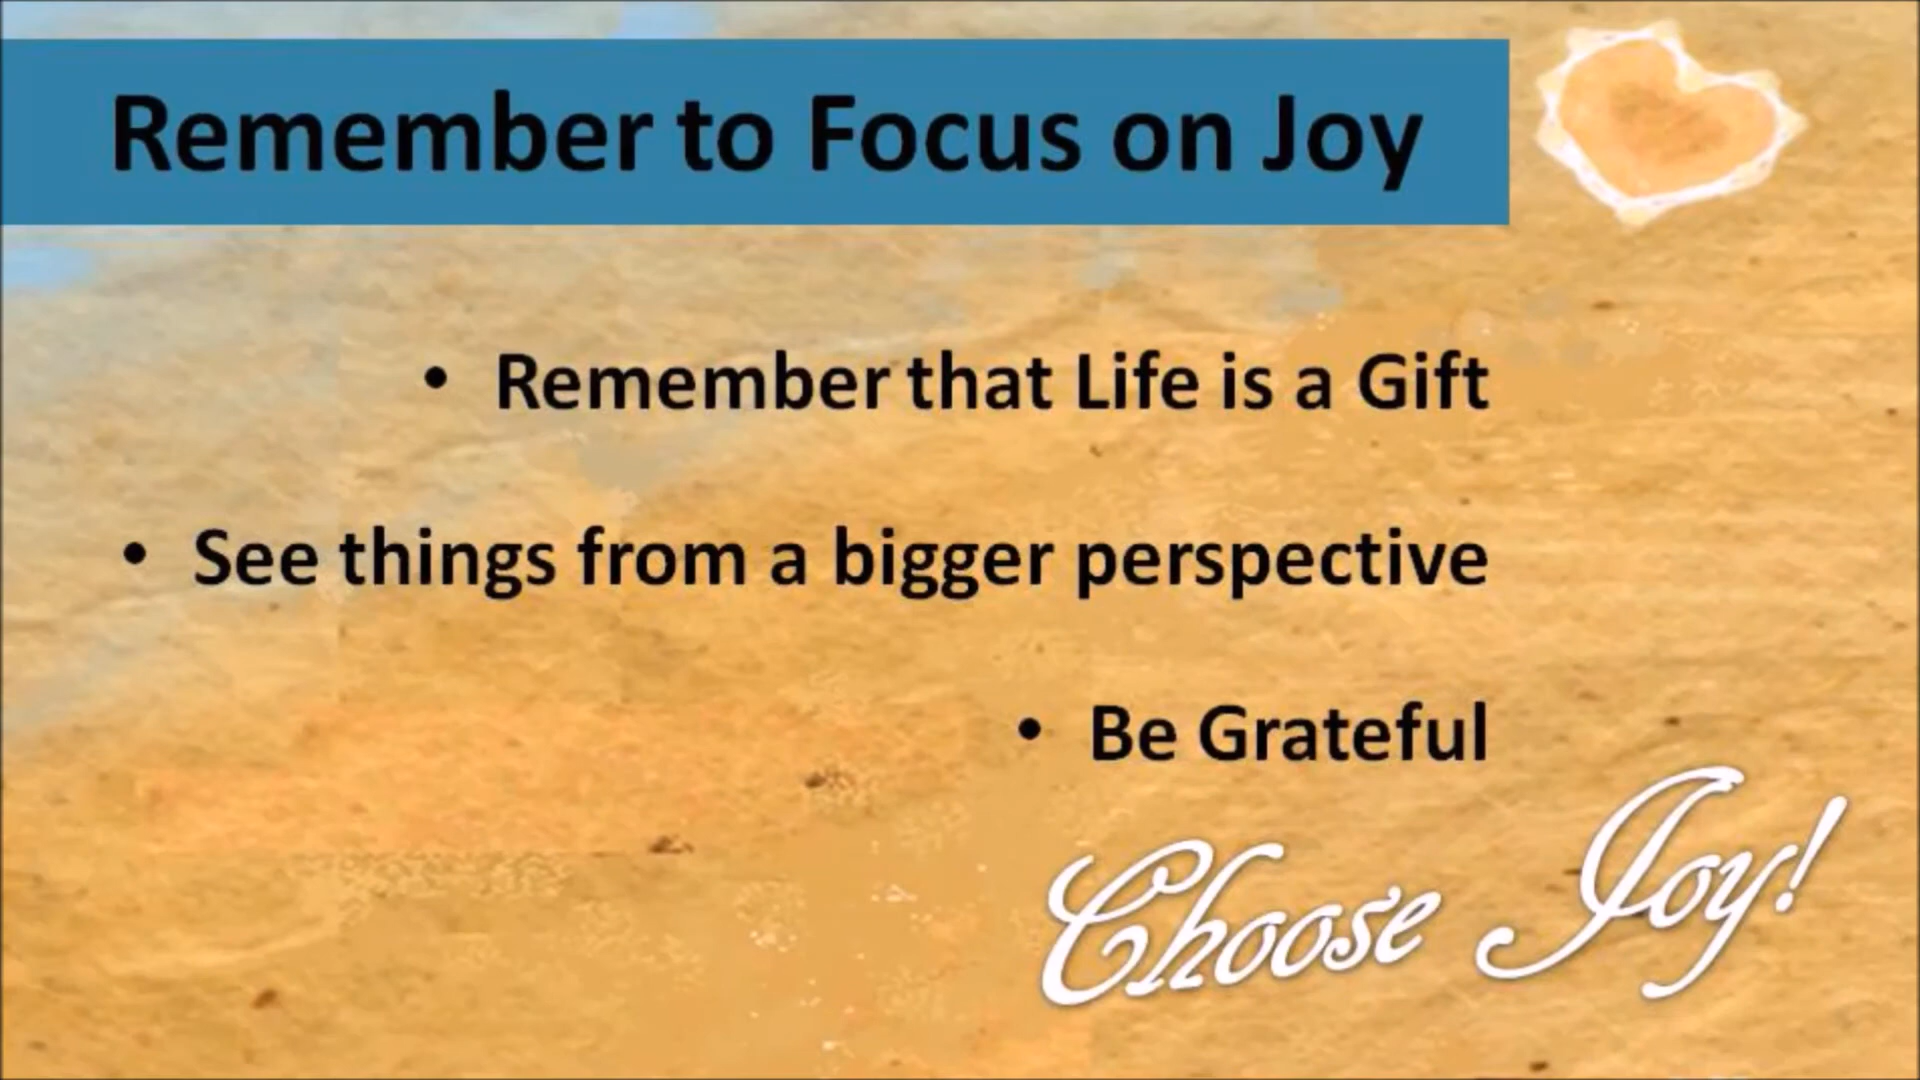 Remember to Focus on Joy
• Remember that Life is a Gift
• See things from a bigger perspective
• Be Grateful
Choose Joy!